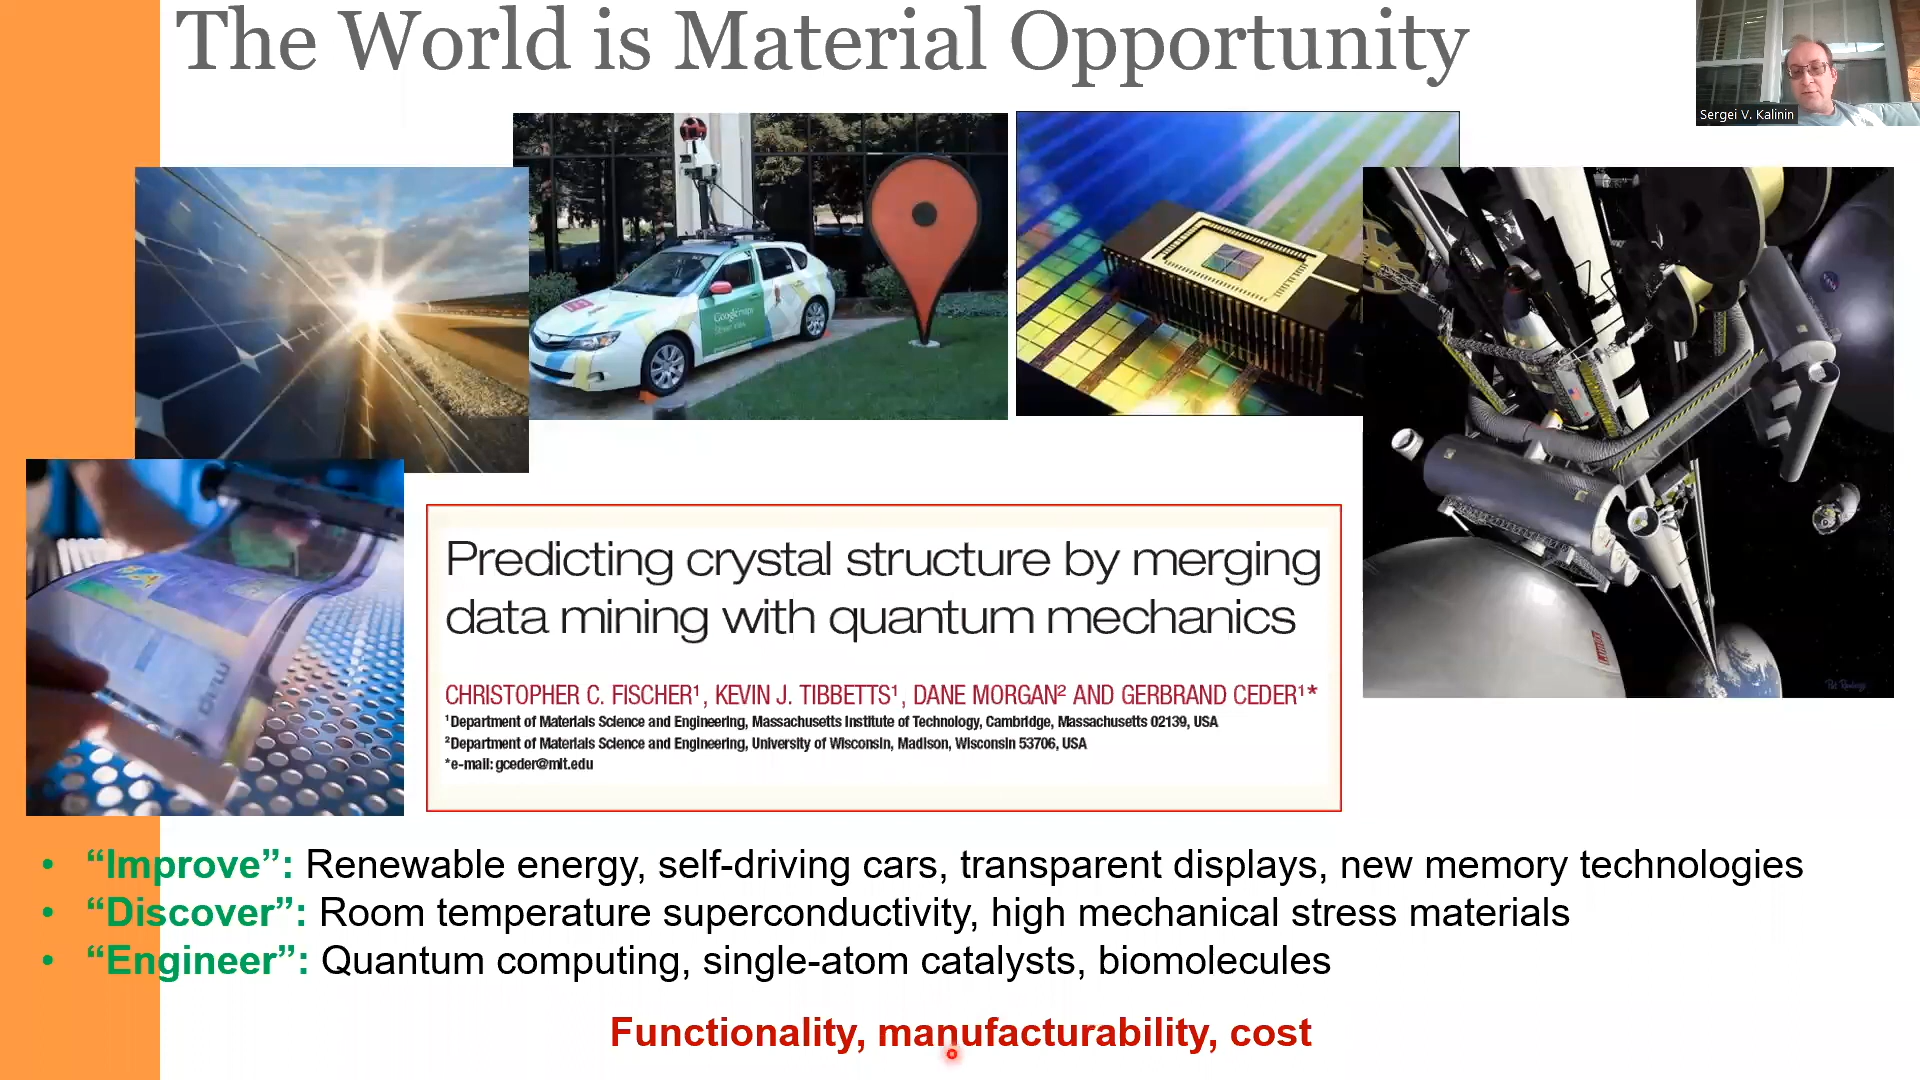 The World is Material Opportunity
Sergei V. Kalinin
Google maps
Street View
Predicting crystal structure by merging
data mining with quantum mechanics
CHRISTOPHER C. FISCHER¹, KEVIN J. TIBBETTS¹, DANE MORGAN² AND GERBRAND CEDER¹*
¹Department of Materials Science and Engineering, Massachusetts Institute of Technology, Cambridge, Massachusetts 02139, USA
²Department of Materials Science and Engineering, University of Wisconsin, Madison, Wisconsin 53706, USA
*e-mail: gceder@mit.edu
• “Improve”: Renewable energy, self-driving cars, transparent displays, new memory technologies
• “Discover”: Room temperature superconductivity, high mechanical stress materials
• “Engineer”: Quantum computing, single-atom catalysts, biomolecules
Functionality, manufacturability, cost